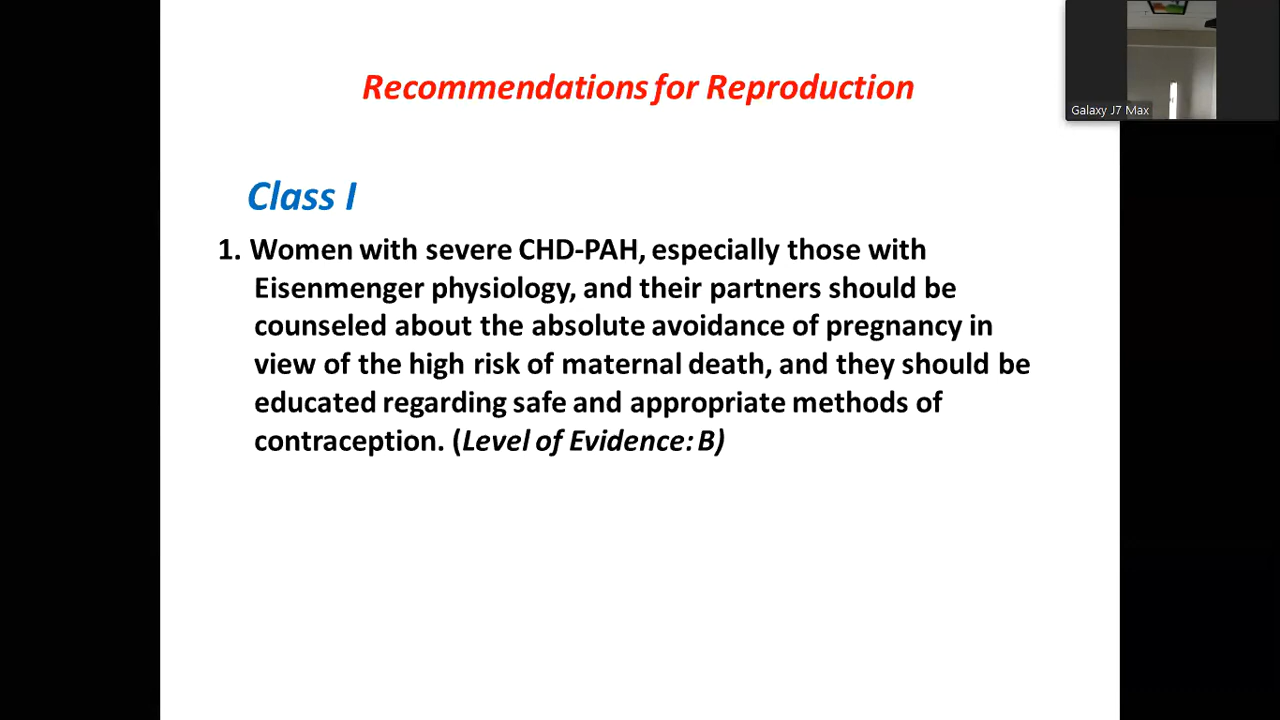 Recommendations for Reproduction
Galaxy J7 Max
Class I
1. Women with severe CHD-PAH, especially those with
Eisenmenger physiology, and their partners should be
counseled about the absolute avoidance of pregnancy in
view of the high risk of maternal death, and they should be
educated regarding safe and appropriate methods of
contraception. (Level of Evidence: B)